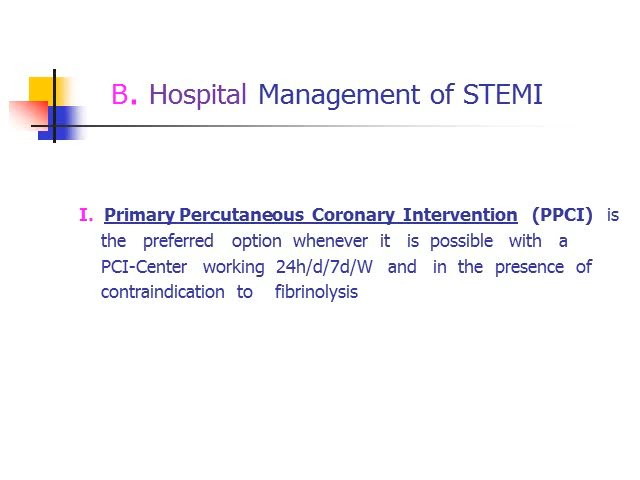 B. Hospital Management of STEMI
I. Primary Percutaneous Coronary Intervention (PPCI) is
the preferred option whenever it is possible with a
PCI-Center working 24h/d/7d/W and in the presence of
contraindication to fibrinolysis